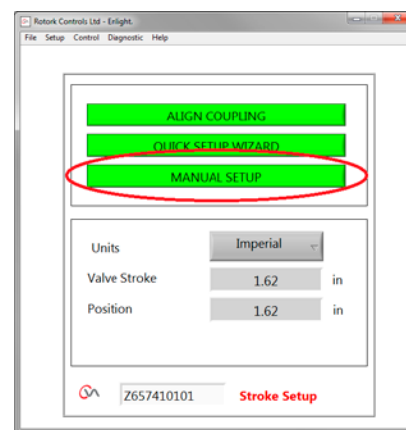 Rotork Controls Ltd - Enlight.
File Setup Control Diagnostic Help
ALIGN COUPLING
QUICK SETUP WIZARD
MANUAL SETUP
Units Imperial
Valve Stroke 1.62 in
Position 1.62 in
Z657410101 Stroke Setup